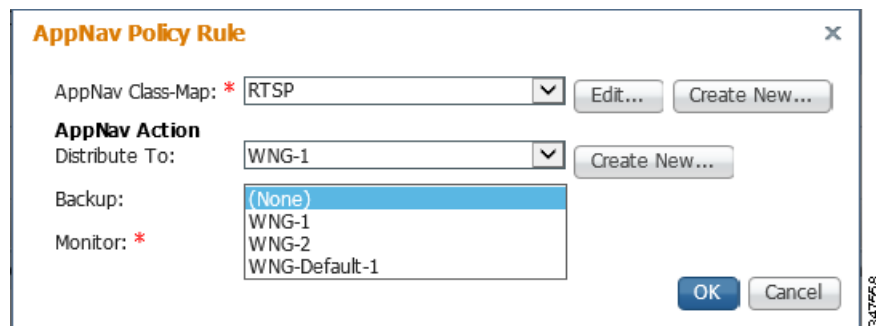 AppNav Policy Rule
AppNav Class-Map: * RTSP Edit... Create New...
AppNav Action
Distribute To: WNG-1 Create New...
Backup: (None)
WNG-1
Monitor: * WNG-2
WNG-Default-1
OK Cancel
347558